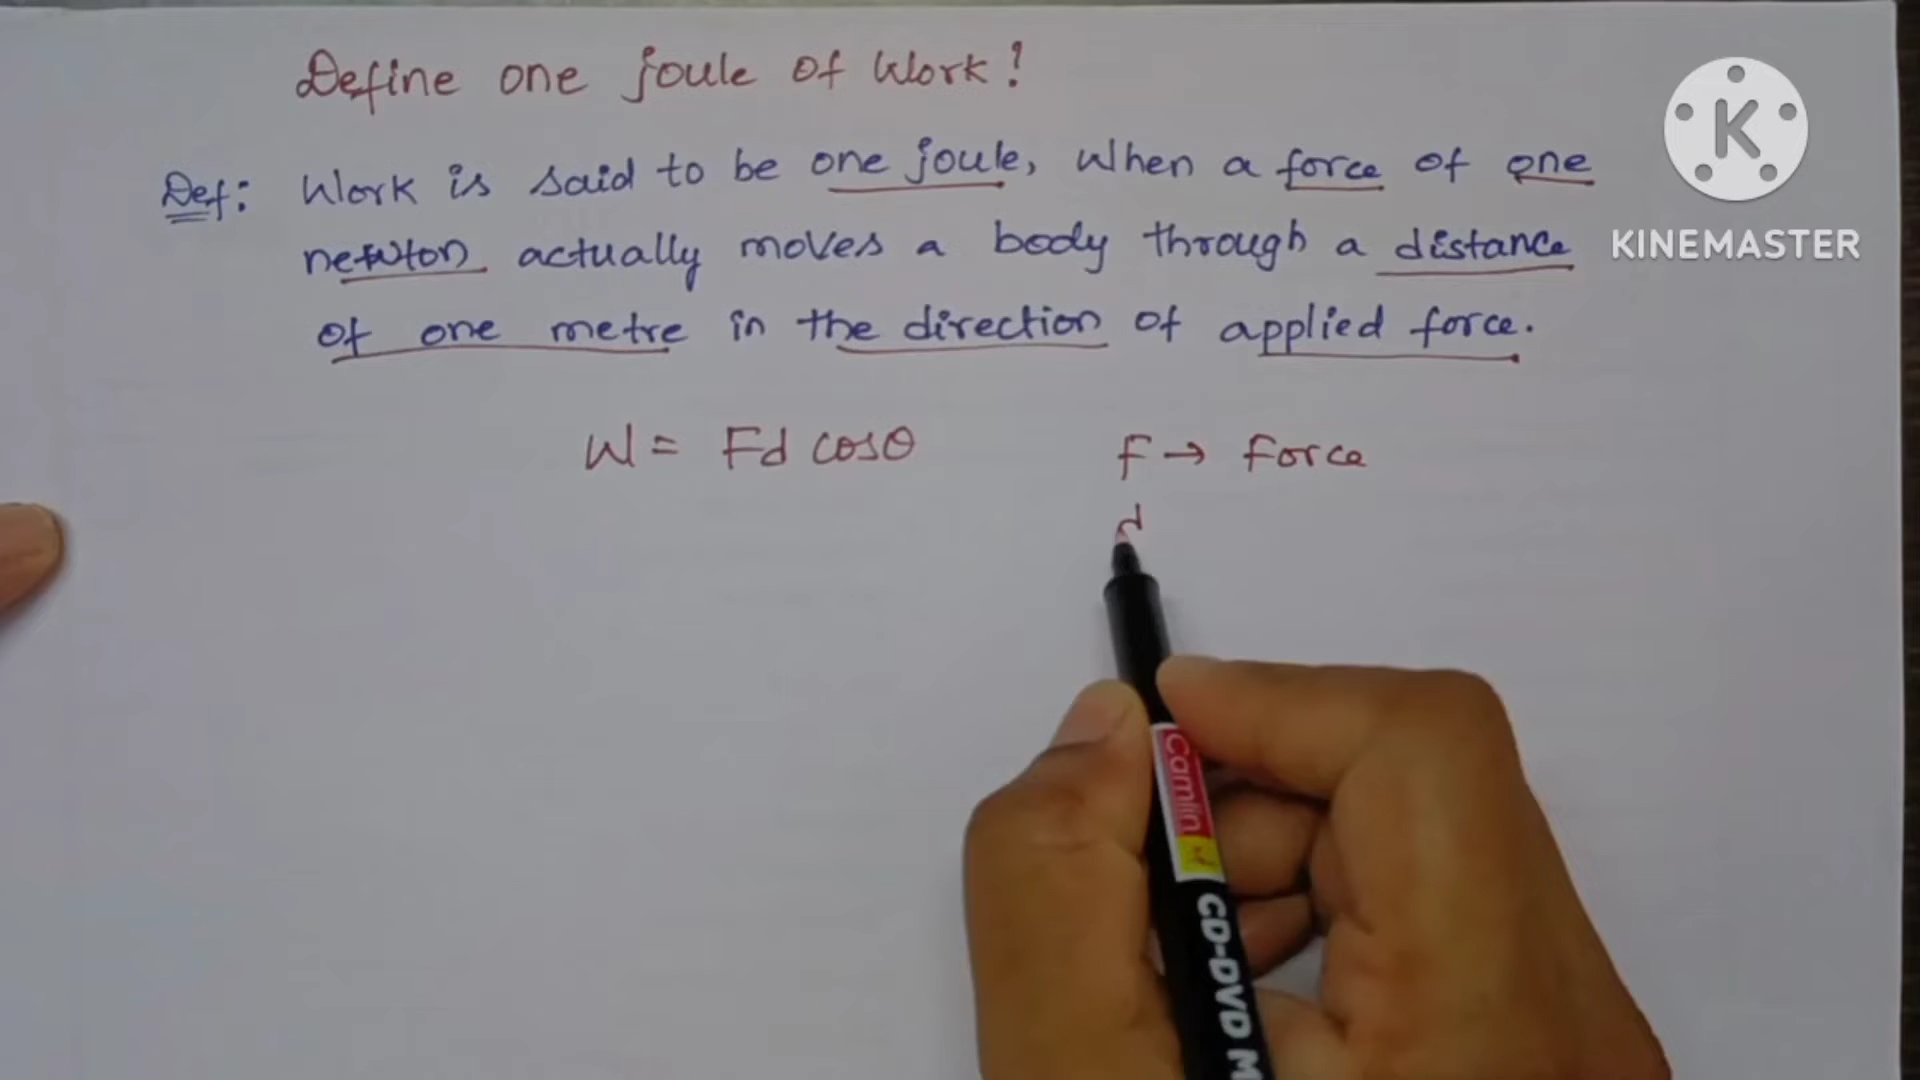 Define one joule of Work?
Def: Work is said to be one joule, When a force of one
newton actually moves a body through a distance
of one metre in the direction of applied force.
W = Fd cosθ
F → Force
d
K
KINEMASTER
Camlin
CD-DVD M